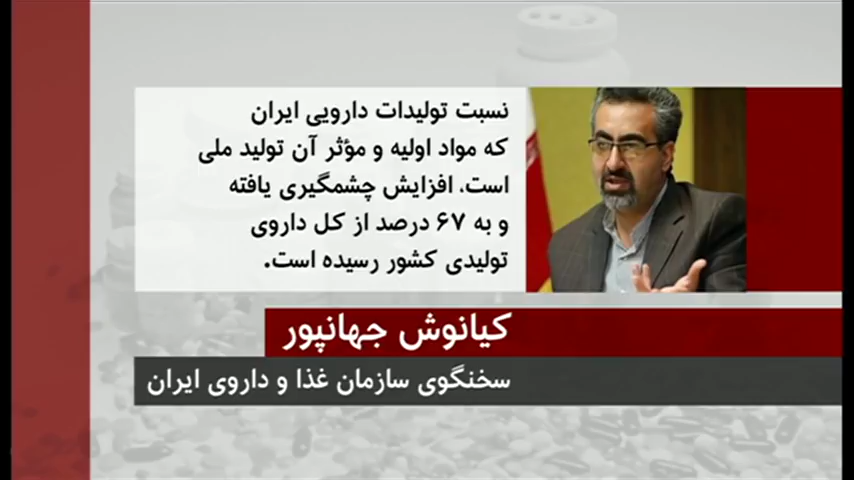 نسبت تولیدات دارویی ایران
که مواد اولیه و مؤثر آن تولید ملی
است، افزایش چشمگیری یافته
و به ۶۷ درصد از کل داروی
تولیدی کشور رسیده است.
کیانوش جهانپور
سخنگوی سازمان غذا و داروی ایران